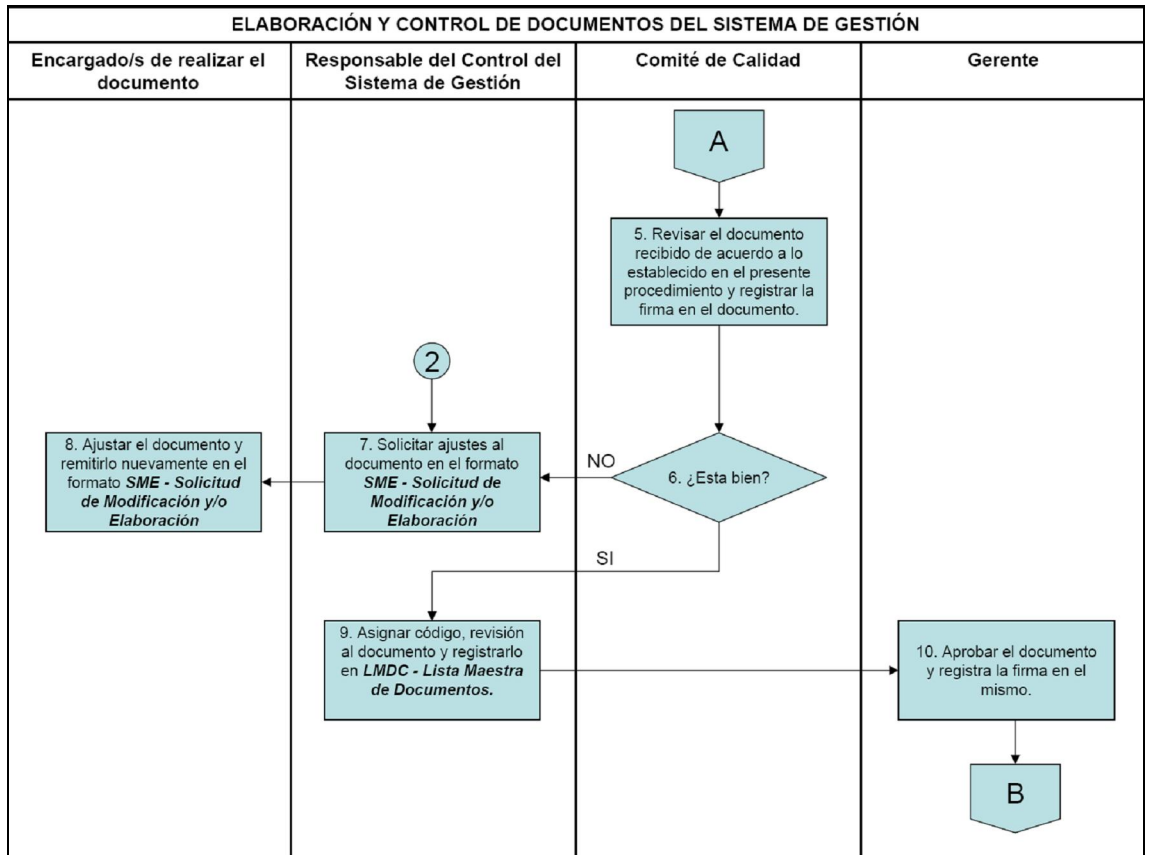 ELABORACIÓN Y CONTROL DE DOCUMENTOS DEL SISTEMA DE GESTIÓN
Encargado/s de realizar el
documento
Responsable del Control del
Sistema de Gestión
Comité de Calidad
Gerente
A
5. Revisar el documento
recibido de acuerdo a lo
establecido en el presente
procedimiento y registrar la
firma en el documento.
2
6. ¿Esta bien?
NO
7. Solicitar ajustes al
documento en el formato
SME - Solicitud de
Modificación y/o
Elaboración
8. Ajustar el documento y
remitirlo nuevamente en el
formato SME - Solicitud
de Modificación y/o
Elaboración
SI
9. Asignar código, revisión
al documento y registrarlo
en LMDC - Lista Maestra
de Documentos.
10. Aprobar el documento
y registra la firma en el
mismo.
B